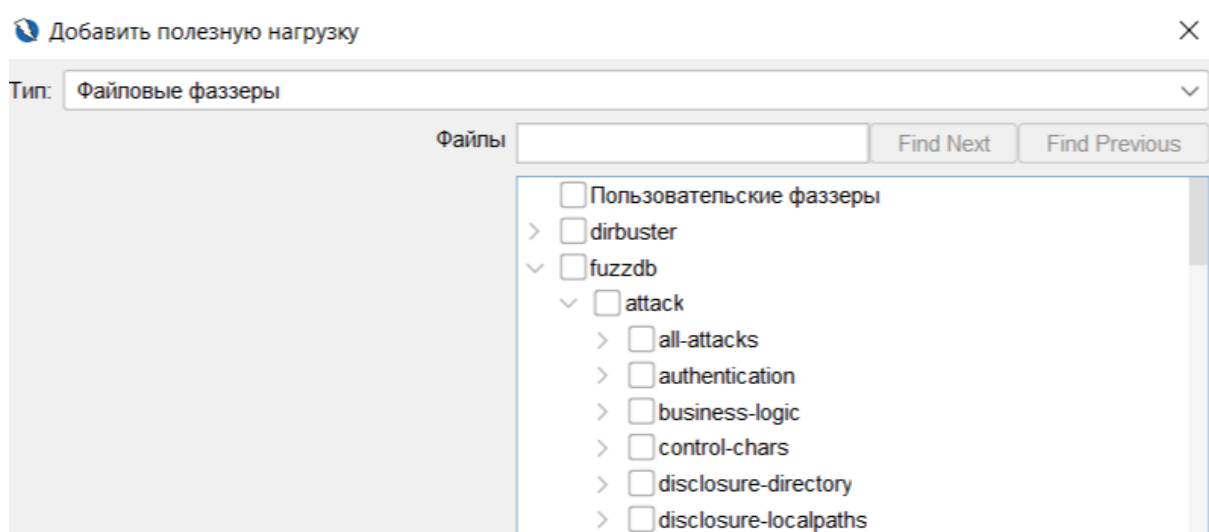 Добавить полезную нагрузку
Тип: Файловые фаззеры
Файлы Find Next Find Previous
Пользовательские фаззеры
dirbuster
fuzzdb
attack
all-attacks
authentication
business-logic
control-chars
disclosure-directory
disclosure-localpaths